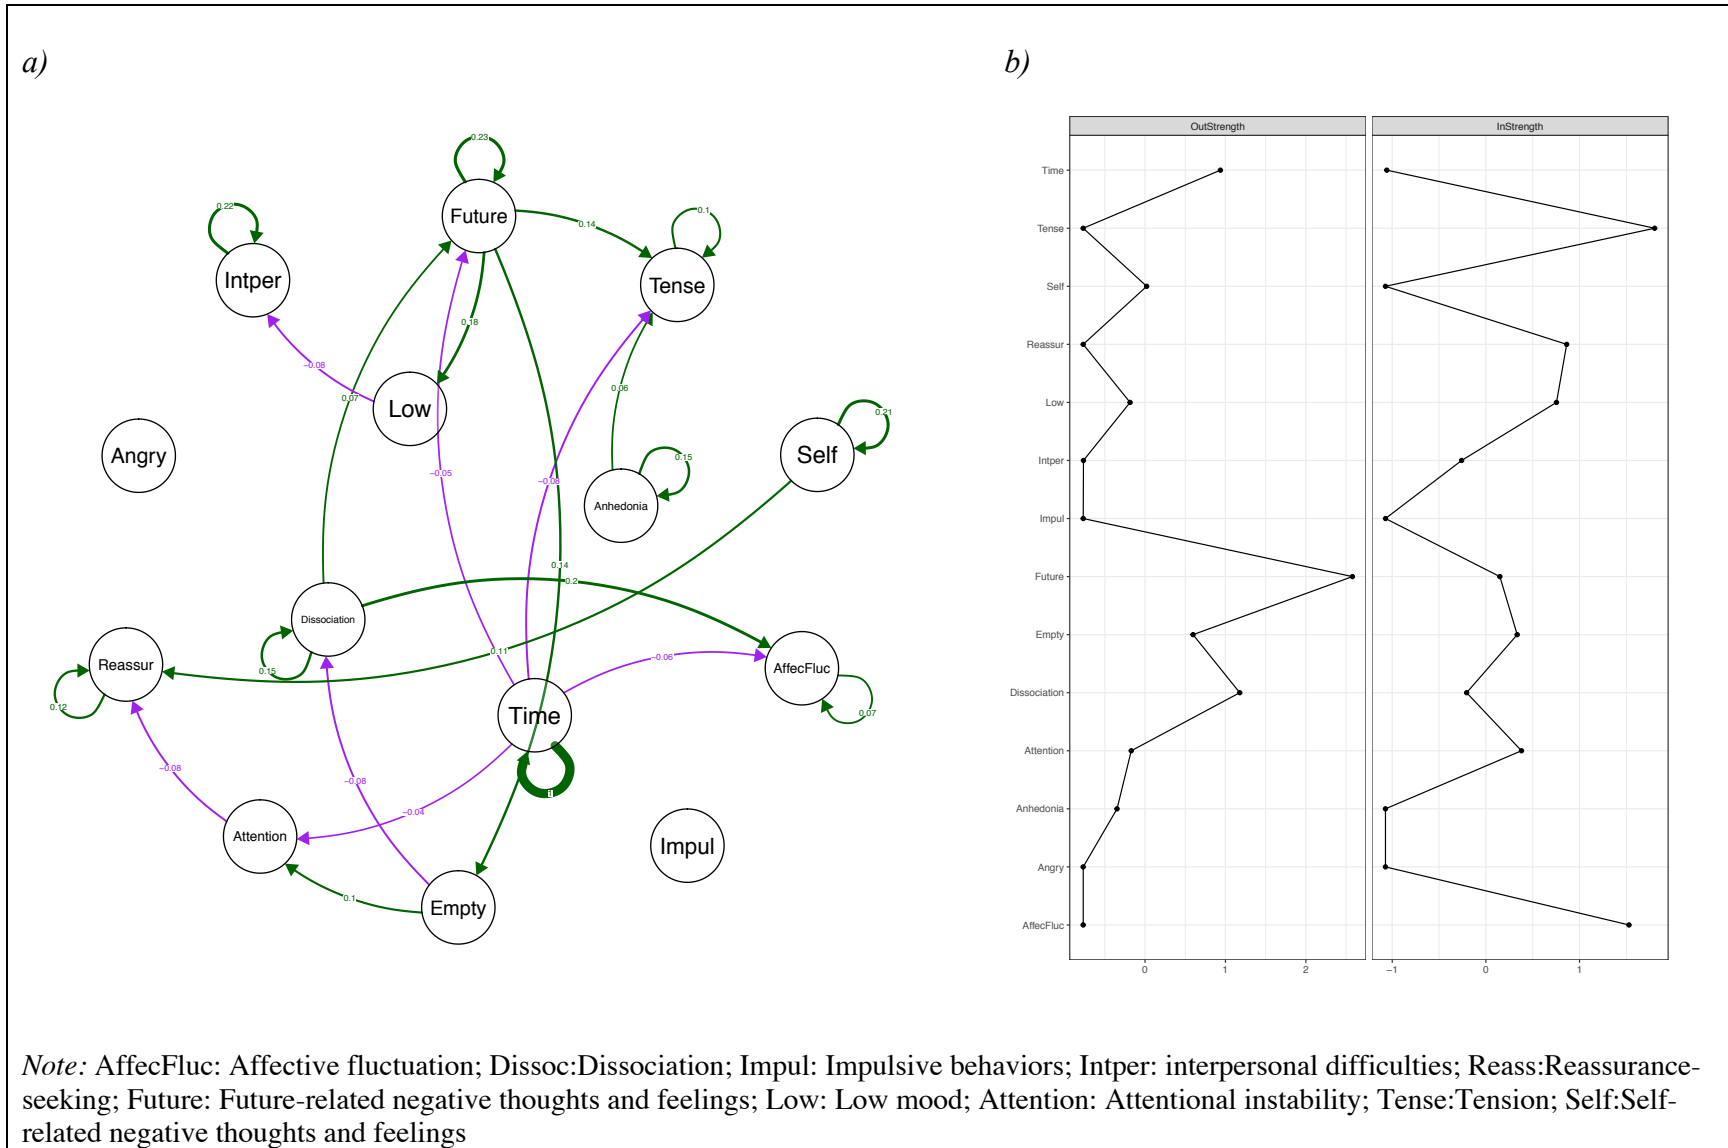 a)
b)
0.23
Future
0.14
0.22
Intper
0.1
Tense
0.18
−0.08
0.07
Low
0.06
−0.05
−0.08
Angry
Self
0.21
0.15
Anhedonia
0.14
0.2
Dissociation
0.15
0.11
Reassur
0.12
−0.06
AffecFluc
0.07
Time
1
−0.08
−0.08
−0.04
Attention
Impul
0.1
Empty
OutStrength
InStrength
Time
Tense
Self
Reassur
Low
Intper
Impul
Future
Empty
Dissociation
Attention
Anhedonia
Angry
AffecFluc
0 1 2
−1 0 1
Note: AffecFluc: Affective fluctuation; Dissoc:Dissociation; Impul: Impulsive behaviors; Intper: interpersonal difficulties; Reass:Reassurance-
seeking; Future: Future-related negative thoughts and feelings; Low: Low mood; Attention: Attentional instability; Tense:Tension; Self:Self-
related negative thoughts and feelings